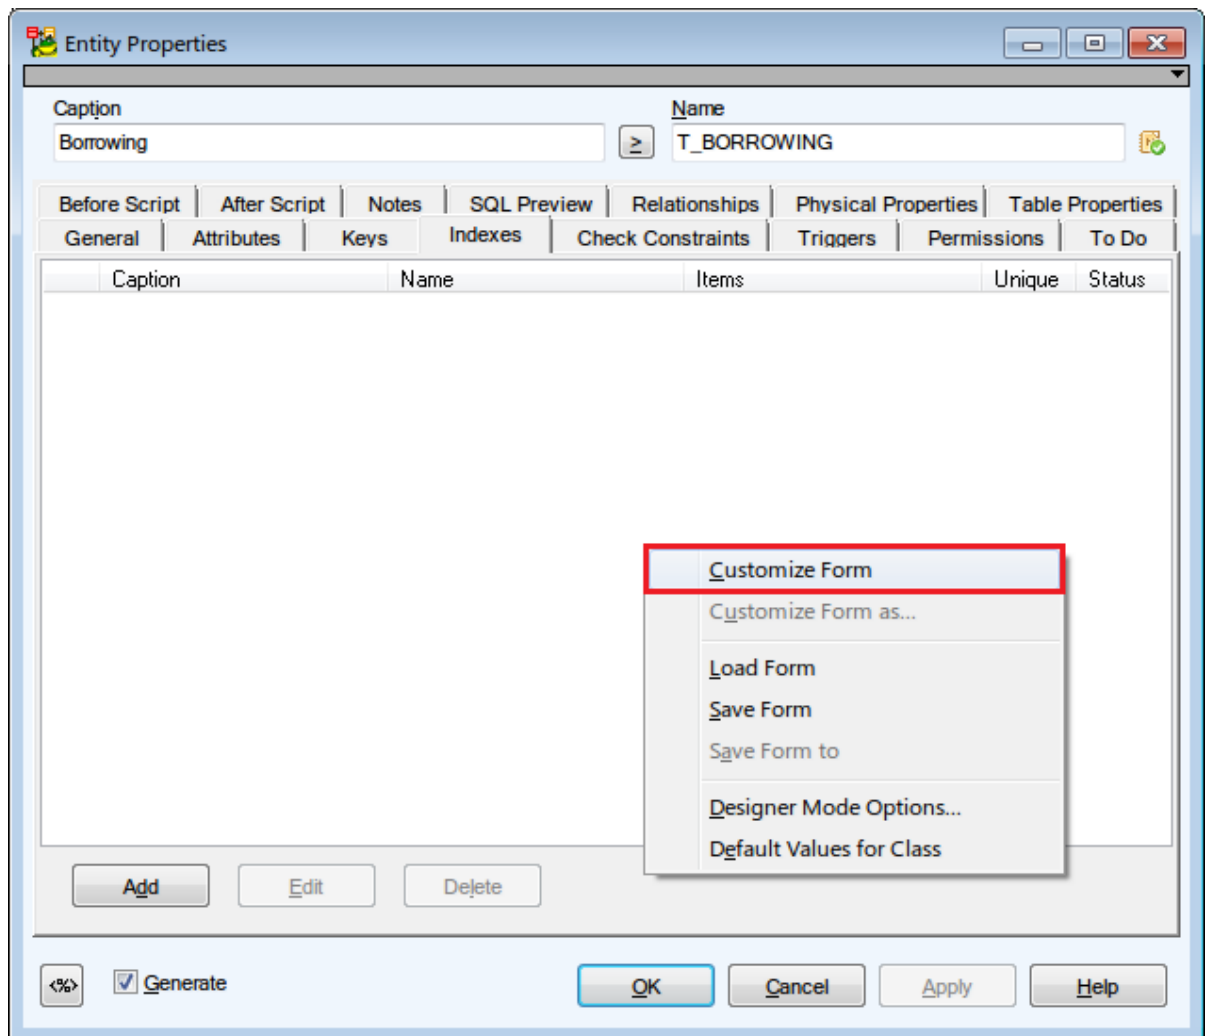 Entity Properties
Caption Name
Borrowing ≥ T_BORROWING
Before Script After Script Notes SQL Preview Relationships Physical Properties Table Properties
General Attributes Keys Indexes Check Constraints Triggers Permissions To Do
Caption Name Items Unique Status
Customize Form
Customize Form as...
Load Form
Save Form
Save Form to
Designer Mode Options...
Default Values for Class
Add Edit Delete
<%> Generate OK Cancel Apply Help